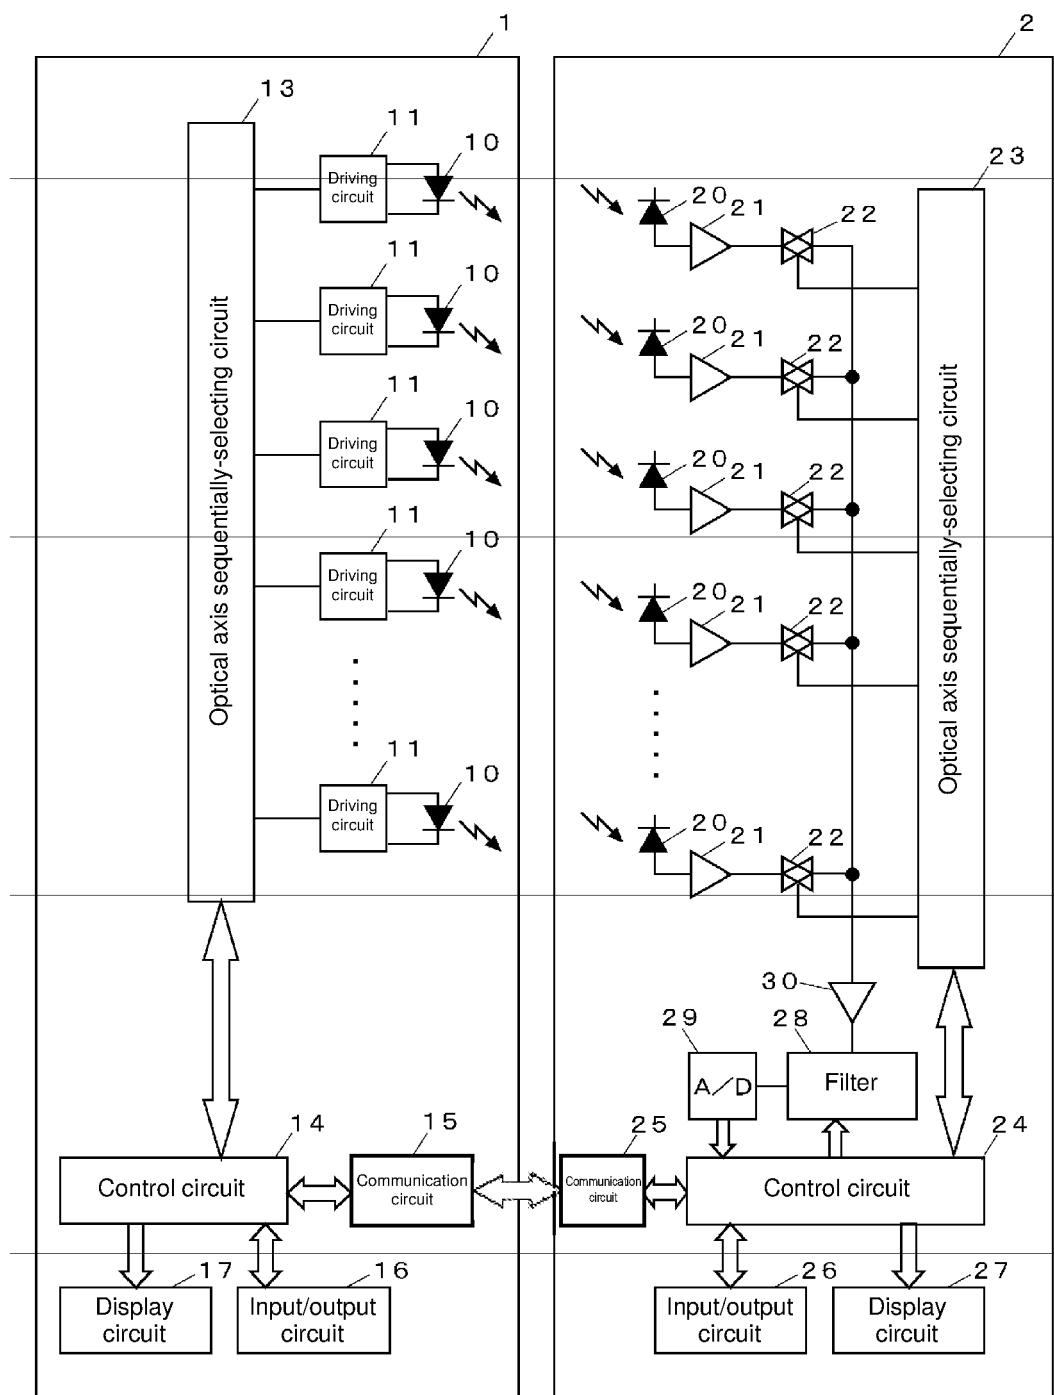 1
2
13
11
10
23
Driving
circuit
20
21
22
11
10
Driving
circuit
20
21
22
11
10
Driving
circuit
20
21
22
11
10
Driving
circuit
20
21
22
Optical axis sequentially-selecting circuit
Optical axis sequentially-selecting circuit
11
10
Driving
circuit
20
21
22
30
29
28
A/D
Filter
14
15
25
24
Control circuit
Communication
circuit
Communication
circuit
Control circuit
17
16
26
27
Display
circuit
Input/output
circuit
Input/output
circuit
Display
circuit